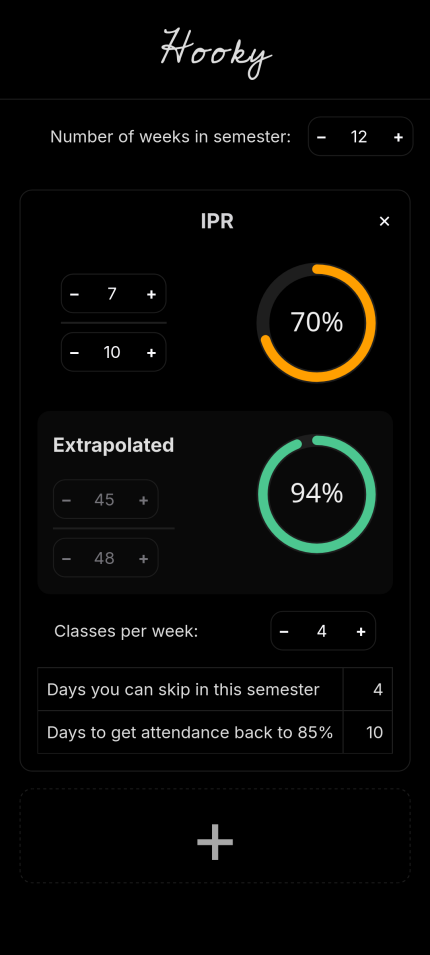 Hooky
Number of weeks in semester: − 12 +
IPR ×
− 7 +
− 10 +
70%
Extrapolated
− 45 +
− 48 +
94%
Classes per week: − 4 +
Days you can skip in this semester 4
Days to get attendance back to 85% 10
+